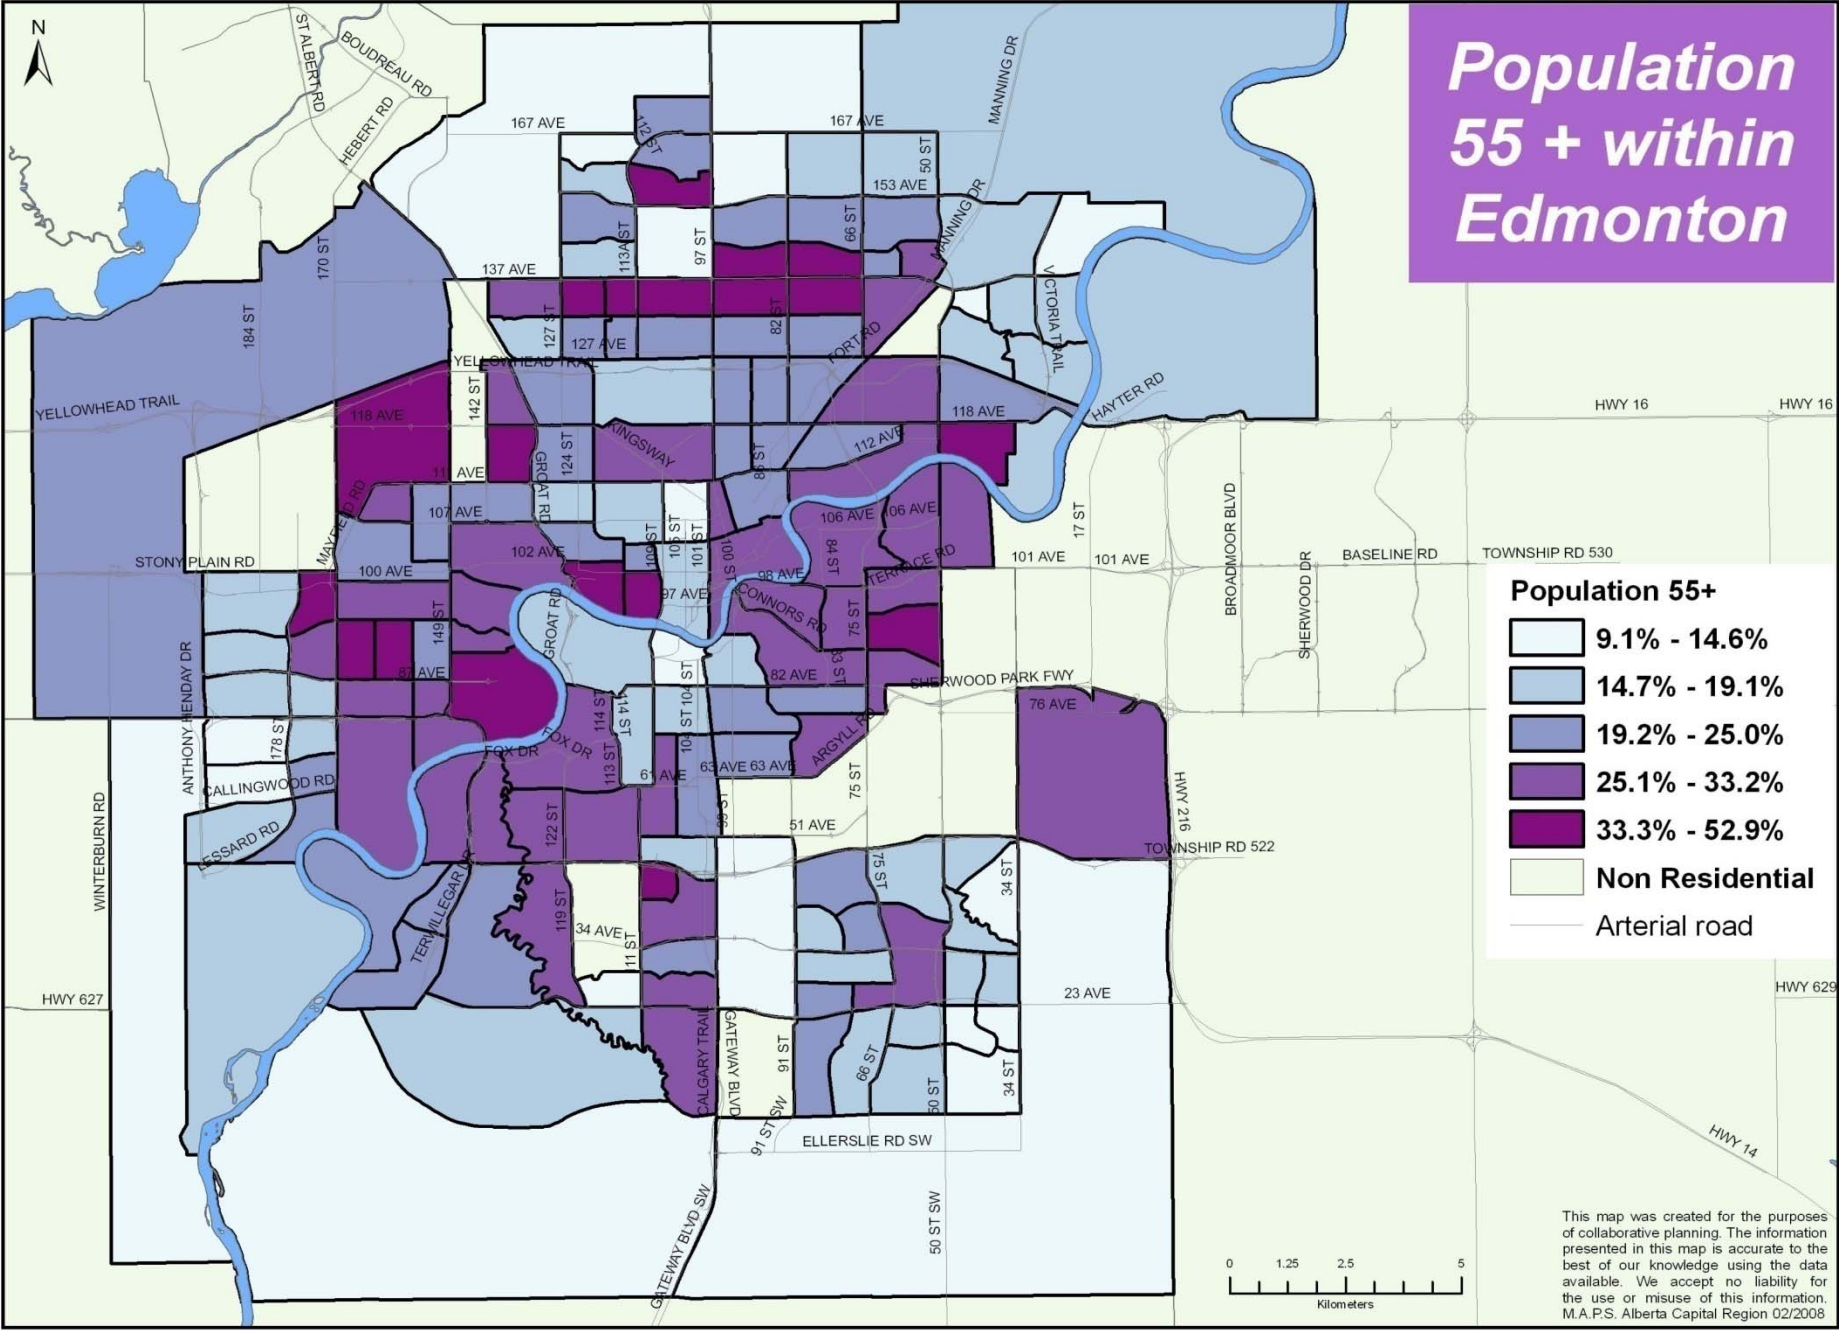 N
Population
55 + within
Edmonton
ST ALBERT RD
BOUDREAU RD
HEBERT RD
MANNING DR
167 AVE
167 AVE
112 ST
50 ST
153 AVE
MANNING DR
66 ST
113A ST
97 ST
170 ST
137 AVE
VICTORIA TRAIL
184 ST
127 ST
82 ST
127 AVE
FORT RD
YELLOWHEAD TRAIL
YELLOWHEAD TRAIL
142 ST
118 AVE
118 AVE
HAYTER RD
HWY 16
HWY 16
KINGSWAY
112 AVE
124 ST
GROAT RD
111 AVE
MAYFIELD RD
107 AVE
106 AVE
106 AVE
17 ST
BROADMOOR BLVD
109 ST
105 ST
101 ST
100 ST
102 AVE
84 ST
TERRACE RD
101 AVE
101 AVE
SHERWOOD DR
BASELINE RD
TOWNSHIP RD 530
STONY PLAIN RD
100 AVE
98 AVE
97 AVE
CONNORS RD
75 ST
149 ST
GROAT RD
87 AVE
82 AVE
83 ST
SHERWOOD PARK FWY
76 AVE
ANTHONY HENDAY DR
178 ST
104 ST
104 ST
114 ST
114 ST
113 ST
FOX DR
FOX DR
ARGYLL RD
61 AVE
63 AVE
63 AVE
75 ST
HWY 216
CALLINGWOOD RD
LESSARD RD
WINTERBURN RD
122 ST
99 ST
51 AVE
TOWNSHIP RD 522
75 ST
34 ST
TERWILLEGAR DR
119 ST
34 AVE
HWY 627
23 AVE
HWY 629
CALGARY TRAIL
GATEWAY BLVD
91 ST
66 ST
50 ST
34 ST
91 ST SW
ELLERSLIE RD SW
50 ST SW
GATEWAY BLVD SW
HWY 14
Population 55+
9.1% - 14.6%
14.7% - 19.1%
19.2% - 25.0%
25.1% - 33.2%
33.3% - 52.9%
Non Residential
Arterial road
0 1.25 2.5 5
Kilometers
This map was created for the purposes
of collaborative planning. The information
presented in this map is accurate to the
best of our knowledge using the data
available. We accept no liability for
the use or misuse of this information.
M.A.P.S. Alberta Capital Region 02/2008